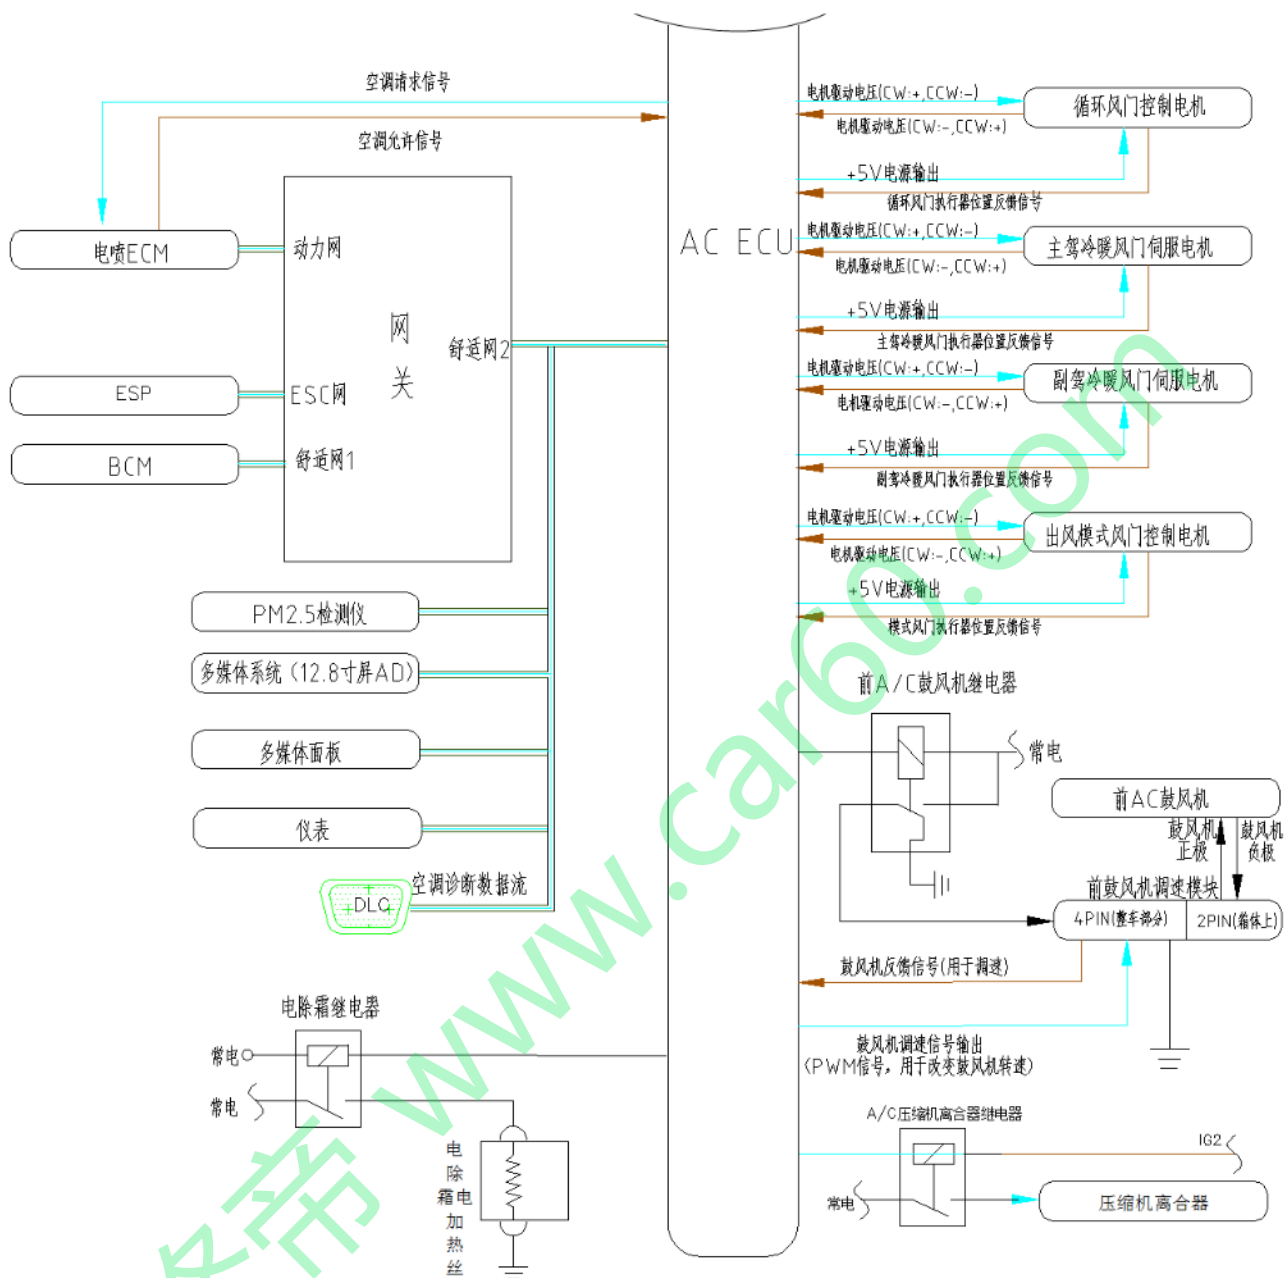 空调请求信号
空调允许信号
电喷ECM
动力网
网
关
舒适网2
ESP
ESC网
BCM
舒适网1
PM2.5检测仪
多媒体系统(12.8寸屏AD)
多媒体面板
仪表
DLC
空调诊断数据流
电除霜继电器
常电
常电
电
除
霜电
加
热
丝
AC ECU
电机驱动电压(CW:+,CCW:-)
循环风门控制电机
电机驱动电压(CW:-,CCW:+)
+5V电源输出
循环风门执行器位置反馈信号
电机驱动电压(CW:+,CCW:-)
主驾冷暖风门伺服电机
电机驱动电压(CW:-,CCW:+)
+5V电源输出
主驾冷暖风门执行器位置反馈信号
电机驱动电压(CW:+,CCW:-)
副驾冷暖风门伺服电机
电机驱动电压(CW:-,CCW:+)
+5V电源输出
副驾冷暖风门执行器位置反馈信号
电机驱动电压(CW:+,CCW:-)
出风模式风门控制电机
电机驱动电压(CW:-,CCW:+)
+5V电源输出
模式风门执行器位置反馈信号
前A/C鼓风机继电器
常电
前AC鼓风机
鼓风机
正极
鼓风机
负极
前鼓风机调速模块
4PIN(整车部分)
2PIN(箱体上)
鼓风机反馈信号(用于调速)
鼓风机调速信号输出
(PWM信号，用于改变鼓风机转速)
A/C压缩机离合器继电器
IG2
常电
压缩机离合器
帝 www.car60.com